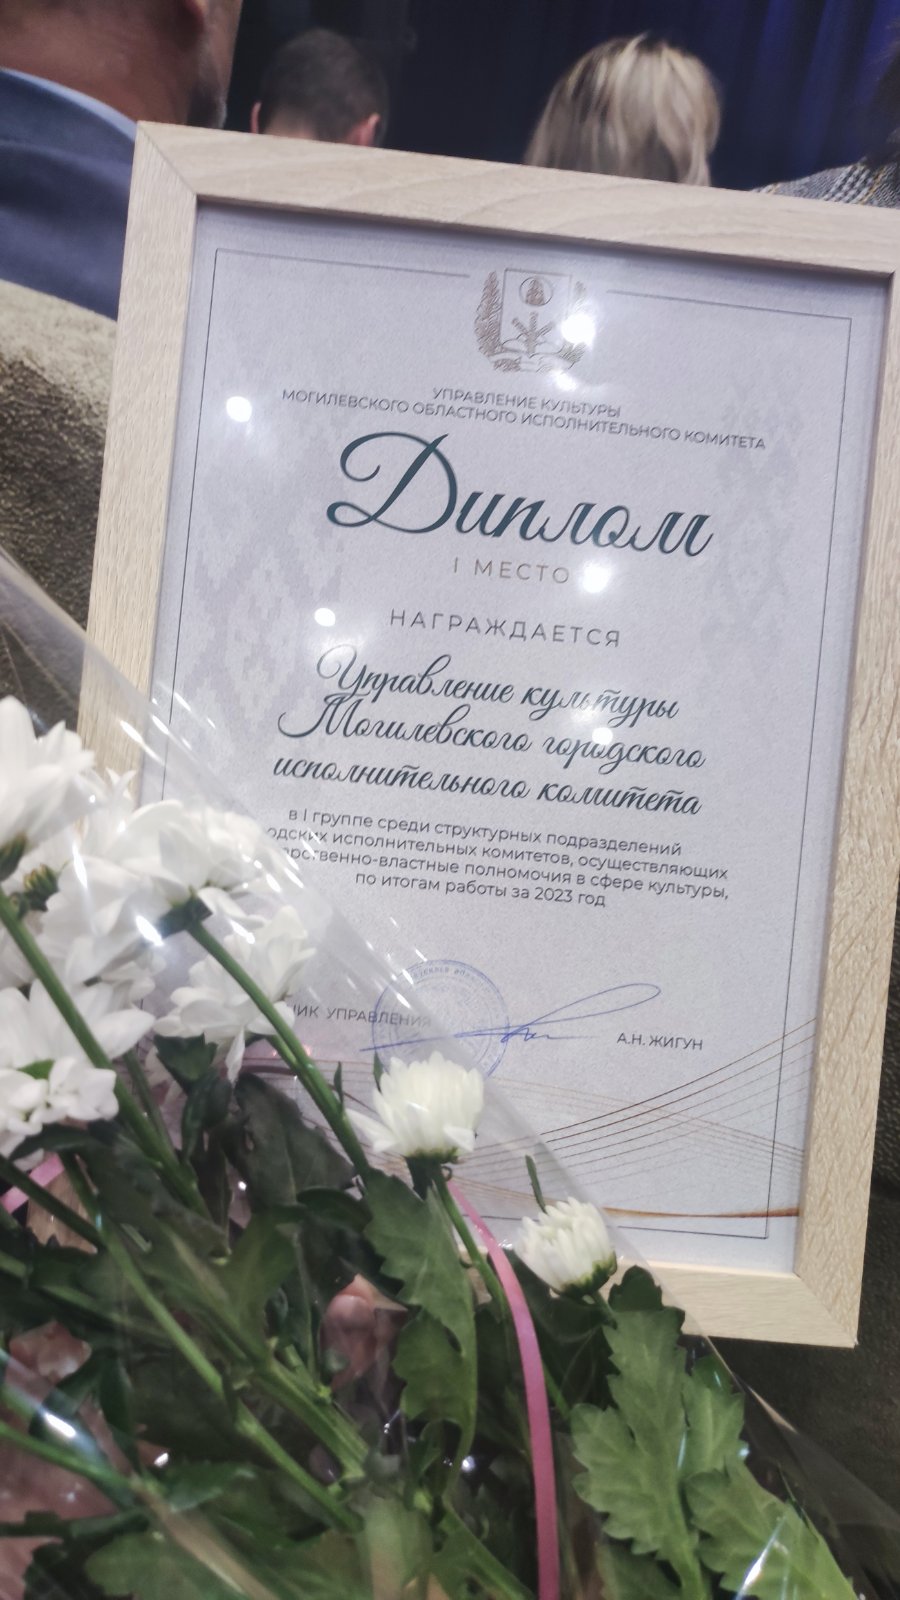 УПРАВЛЕНИЕ КУЛЬТУРЫ
МОГИЛЕВСКОГО ОБЛАСТНОГО ИСПОЛНИТЕЛЬНОГО КОМИТЕТА
Диплом
I МЕСТО
НАГРАЖДАЕТСЯ
Управление культуры
Могилевского городского
исполнительного комитета
в I группе среди структурных подразделений
исполнительных комитетов, осуществляющих
полномочия в сфере культуры,
по итогам работы за 2023 год
УПРАВЛЕНИЯ
А.Н. ЖИГУН